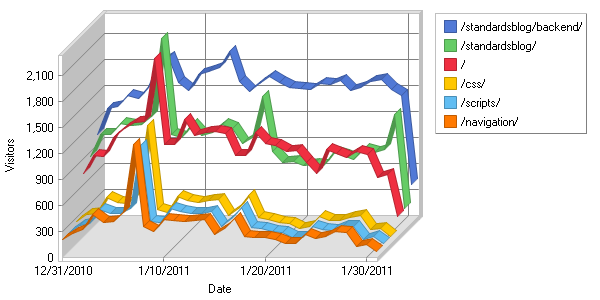 /standardsblog/backend/
/standardsblog/
/
/css/
/scripts/
/navigation/
Visitors
2,100
1,800
1,500
1,200
900
600
300
0
12/31/2010 1/10/2011 1/20/2011 1/30/2011
Date